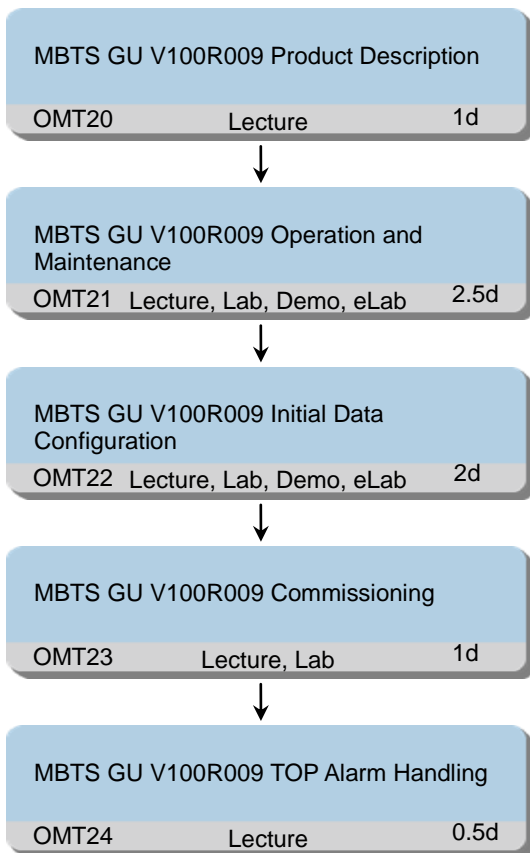 MBTS GU V100R009 Product Description
OMT20 Lecture 1d
MBTS GU V100R009 Operation and
Maintenance
OMT21 Lecture, Lab, Demo, eLab 2.5d
MBTS GU V100R009 Initial Data
Configuration
OMT22 Lecture, Lab, Demo, eLab 2d
MBTS GU V100R009 Commissioning
OMT23 Lecture, Lab 1d
MBTS GU V100R009 TOP Alarm Handling
OMT24 Lecture 0.5d